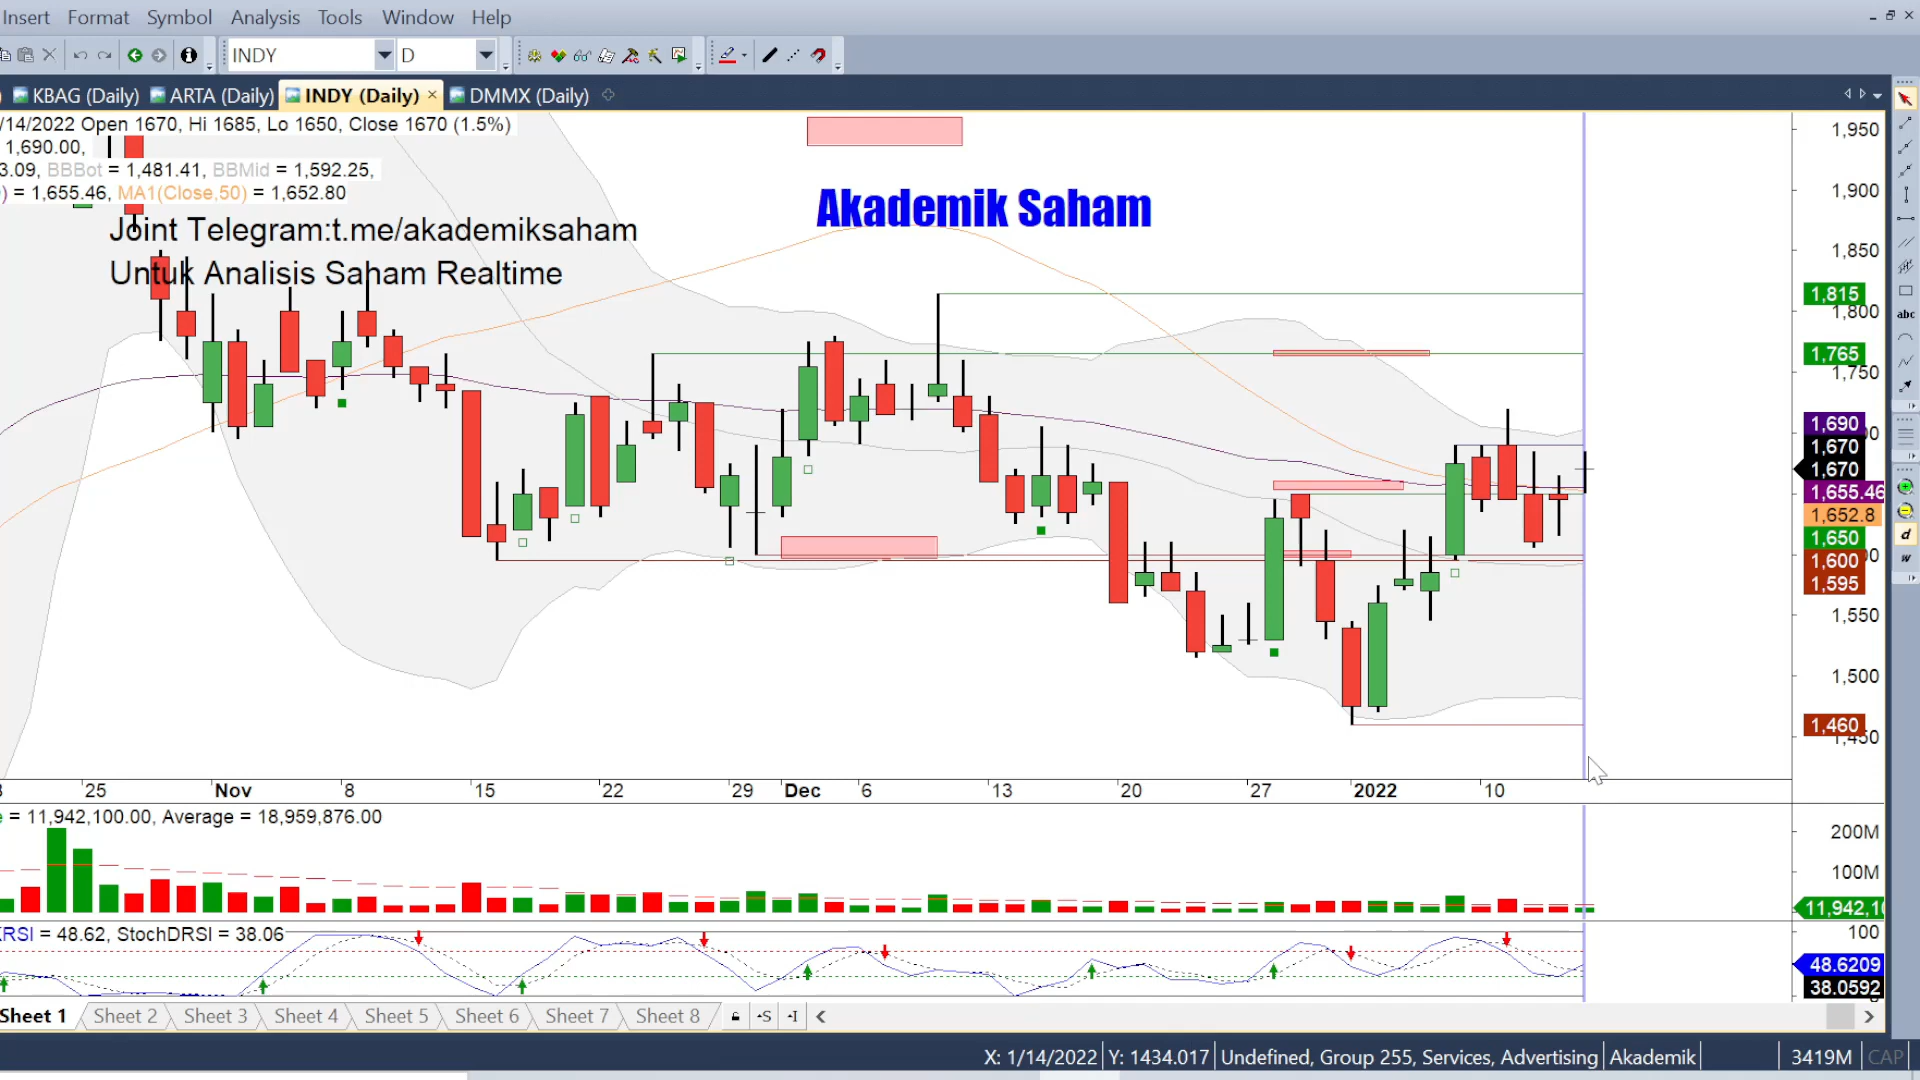 Insert Format Symbol Analysis Tools Window Help
INDY D
KBAG (Daily) ARTA (Daily) INDY (Daily) × DMMX (Daily)
/14/2022 Open 1670, Hi 1685, Lo 1650, Close 1670 (1.5%)
1,690.00,
3.09, BBBot = 1,481.41, BBMid = 1,592.25,
) = 1,655.46, MA1(Close,50) = 1,652.80
Akademik Saham
Joint Telegram:t.me/akademiksaham
Untuk Analisis Saham Realtime
1,950
1,900
1,850
1,815
1,800
1,765
1,750
1,690
1,670
1,670
1,655.46
1,652.8
1,650
1,600
1,595
1,550
1,500
1,460
1,450
abc
d
w
25 Nov 8 15 22 29 Dec 6 13 20 27 2022 10
= 11,942,100.00, Average = 18,959,876.00
200M
100M
11,942,10
RSI = 48.62, StochDRSI = 38.06
100
48.6209
38.0592
Sheet 1 Sheet 2 Sheet 3 Sheet 4 Sheet 5 Sheet 6 Sheet 7 Sheet 8 S I
X: 1/14/2022 Y: 1434.017 Undefined, Group 255, Services, Advertising Akademik 3419M CAP